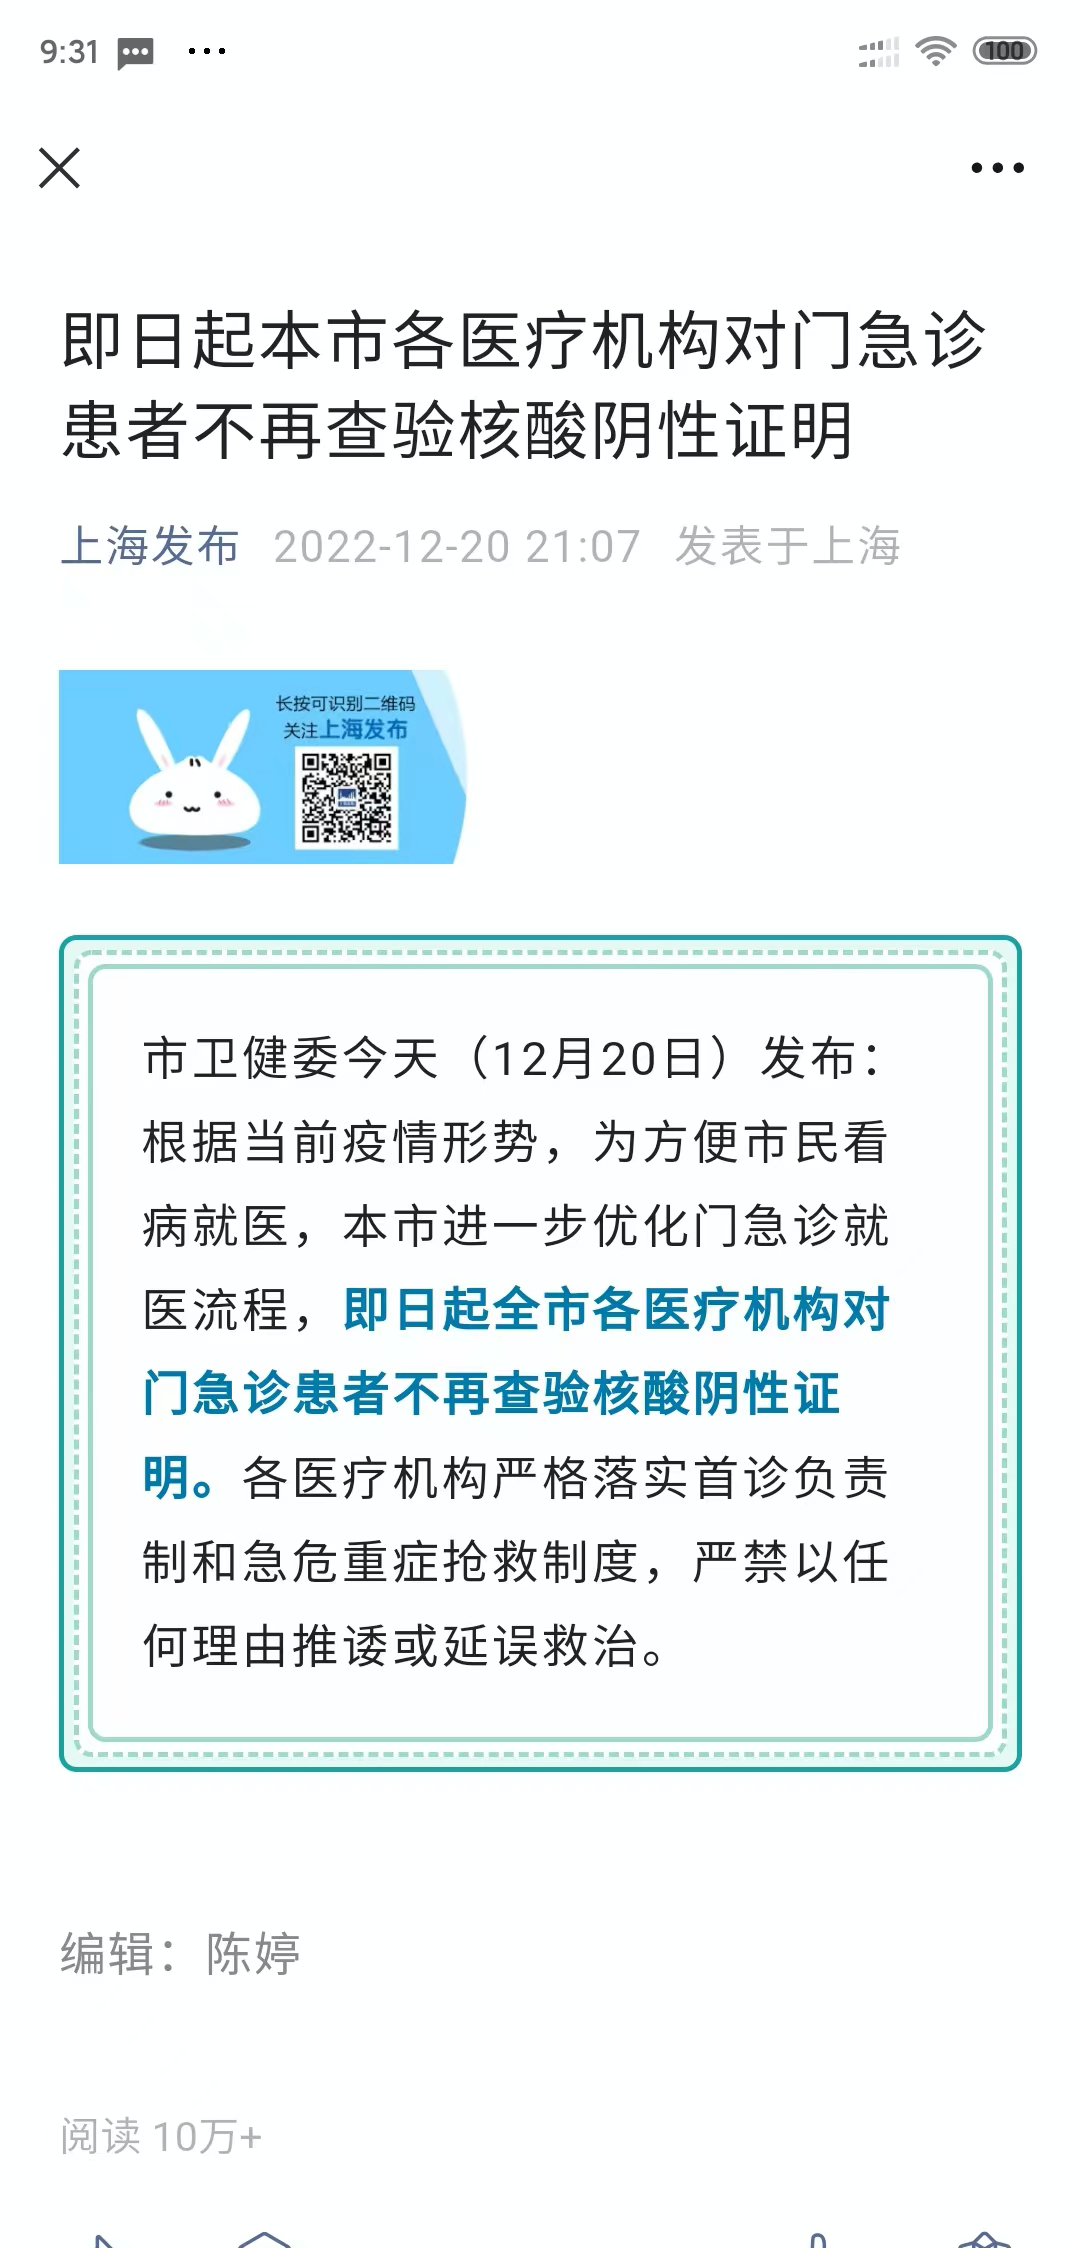 9:31
100
即日起本市各医疗机构对门急诊
患者不再查验核酸阴性证明
上海发布 2022-12-20 21:07 发表于上海
长按可识别二维码
关注上海发布
市卫健委今天（12月20日）发布：
根据当前疫情形势，为方便市民看
病就医，本市进一步优化门急诊就
医流程，即日起全市各医疗机构对
门急诊患者不再查验核酸阴性证
明。各医疗机构严格落实首诊负责
制和急危重症抢救制度，严禁以任
何理由推诿或延误救治。
编辑：陈婷
阅读 10万+